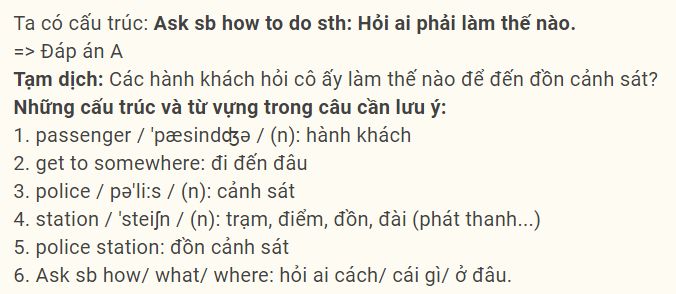 Ta có cấu trúc: Ask sb how to do sth: Hỏi ai phải làm thế nào.
=> Đáp án A
Tạm dịch: Các hành khách hỏi cô ấy làm thế nào để đến đồn cảnh sát?
Những cấu trúc và từ vựng trong câu cần lưu ý:
1. passenger / 'pæsindʤə / (n): hành khách
2. get to somewhere: đi đến đâu
3. police / pə'li:s / (n): cảnh sát
4. station / 'steiʃn / (n): trạm, điểm, đồn, đài (phát thanh...)
5. police station: đồn cảnh sát
6. Ask sb how/ what/ where: hỏi ai cách/ cái gì/ ở đâu.